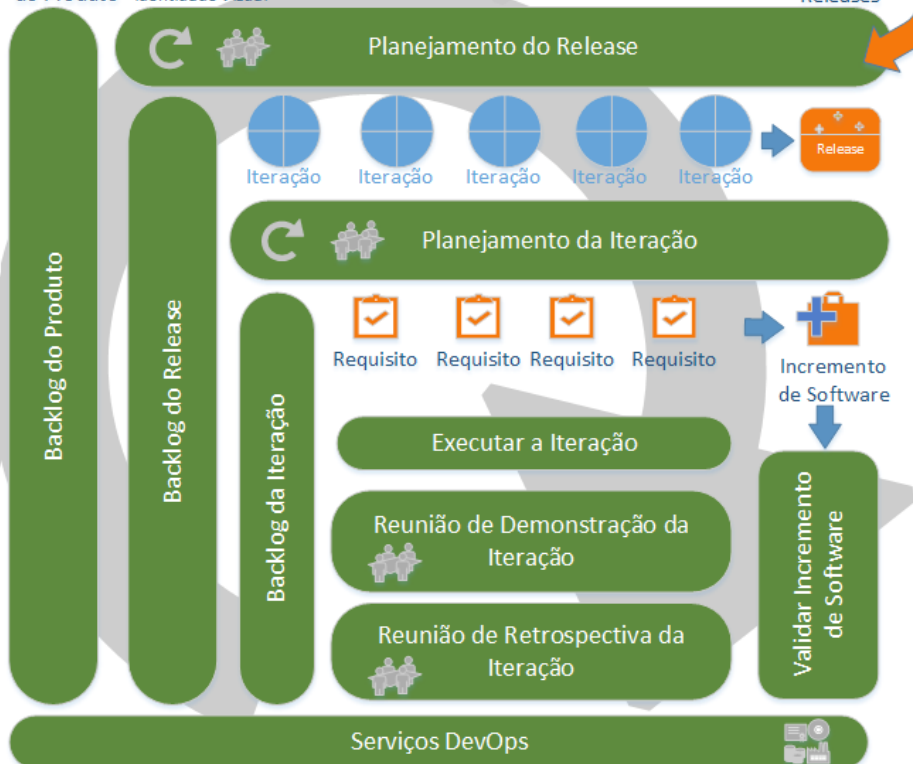 Planejamento do Release
Iteração
Iteração
Iteração
Iteração
Iteração
Release
Planejamento da Iteração
Backlog do Produto
Backlog do Release
Backlog da Iteração
Requisito
Requisito
Requisito
Requisito
Incremento
de Software
Executar a Iteração
Reunião de Demonstração da
Iteração
Reunião de Retrospectiva da
Iteração
Validar Incremento
de Software
Serviços DevOps